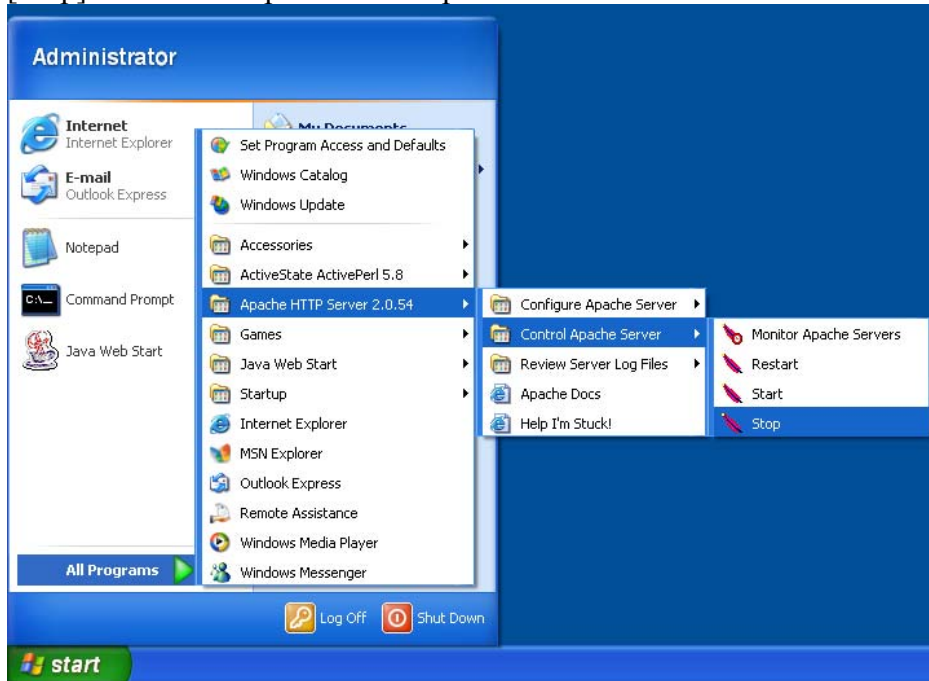 Administrator
Internet
Internet Explorer
E-mail
Outlook Express
Notepad
Command Prompt
Java Web Start
All Programs
My Documents
Set Program Access and Defaults
Windows Catalog
Windows Update
Accessories
ActiveState ActivePerl 5.8
Apache HTTP Server 2.0.54
Games
Java Web Start
Startup
Internet Explorer
MSN Explorer
Outlook Express
Remote Assistance
Windows Media Player
Windows Messenger
Configure Apache Server
Control Apache Server
Review Server Log Files
Apache Docs
Help I'm Stuck!
Monitor Apache Servers
Restart
Start
Stop
Log Off
Shut Down
start